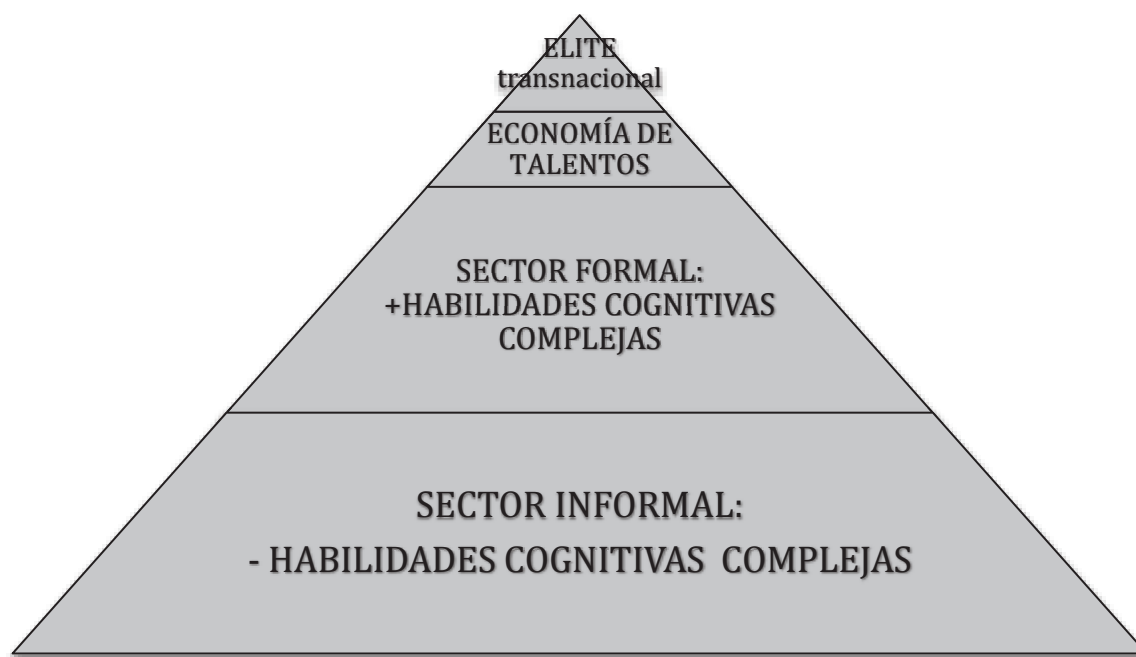 ELITE
transnacional
ECONOMÍA DE
TALENTOS
SECTOR FORMAL:
+HABILIDADES COGNITIVAS
COMPLEJAS
SECTOR INFORMAL:
- HABILIDADES COGNITIVAS COMPLEJAS